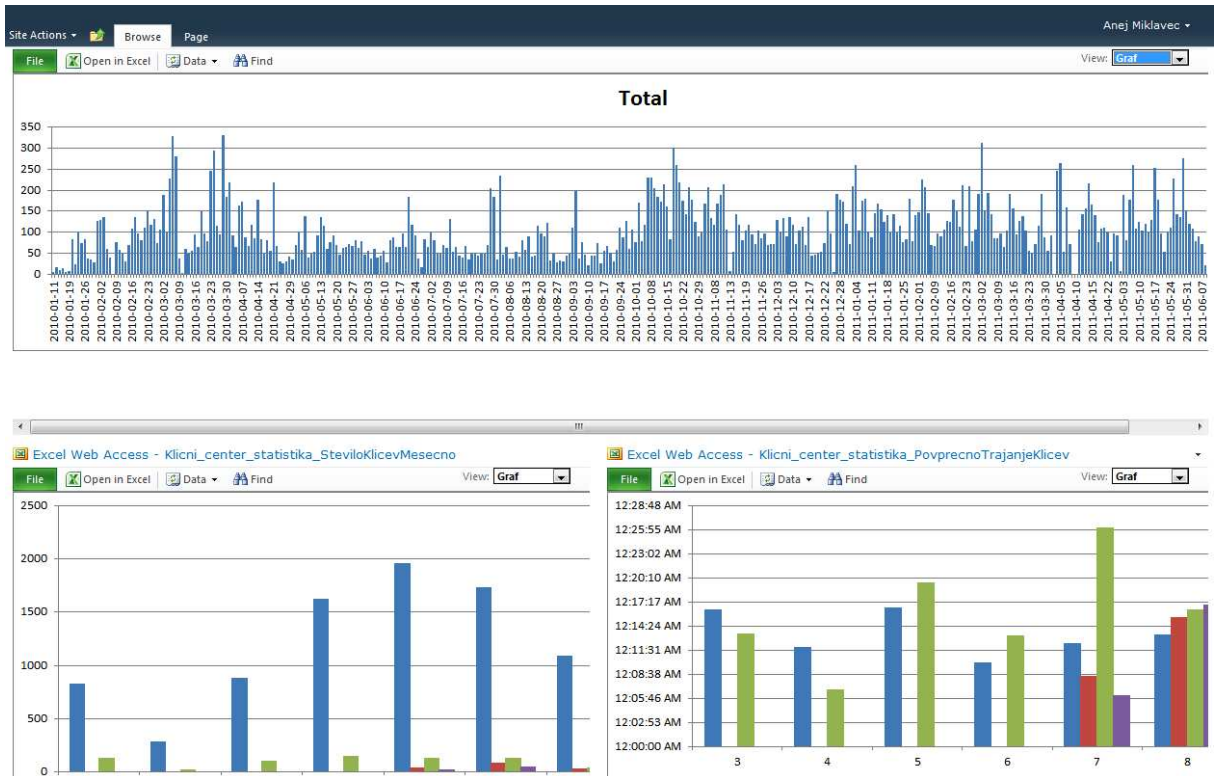 Anej Miklavec
Site Actions Browse Page
File Open in Excel Data Find View: Graf
Total
350
300
250
200
150
100
50
0
2010-01-11 2010-01-19 2010-01-26 2010-02-02 2010-02-09 2010-02-16 2010-02-23 2010-03-02 2010-03-09 2010-03-16 2010-03-23 2010-03-30 2010-04-07 2010-04-14 2010-04-21 2010-04-29 2010-05-06 2010-05-13 2010-05-20 2010-05-27 2010-06-03 2010-06-10 2010-06-17 2010-06-24 2010-07-02 2010-07-09 2010-07-16 2010-07-23 2010-07-30 2010-08-06 2010-08-13 2010-08-20 2010-08-27 2010-09-03 2010-09-10 2010-09-17 2010-09-24 2010-10-01 2010-10-08 2010-10-15 2010-10-22 2010-10-29 2010-11-08 2010-11-13 2010-11-19 2010-11-26 2010-12-03 2010-12-10 2010-12-17 2010-12-22 2010-12-28 2011-01-04 2011-01-11 2011-01-18 2011-01-25 2011-02-02 2011-02-09 2011-02-16 2011-02-23 2011-03-02 2011-03-09 2011-03-16 2011-03-23 2011-03-30 2011-04-05 2011-04-10 2011-04-15 2011-04-22 2011-05-03 2011-05-10 2011-05-17 2011-05-24 2011-05-31 2011-06-07
Excel Web Access - Klicni_center_statistika_SteviloKlicevMesecno
File Open in Excel Data Find View: Graf
2500
2000
1500
1000
500
0
Excel Web Access - Klicni_center_statistika_PovprecnoTrajanjeKlicev
File Open in Excel Data Find View: Graf
12:28:48 AM
12:25:55 AM
12:23:02 AM
12:20:10 AM
12:17:17 AM
12:14:24 AM
12:11:31 AM
12:08:38 AM
12:05:46 AM
12:02:53 AM
12:00:00 AM
3 4 5 6 7 8